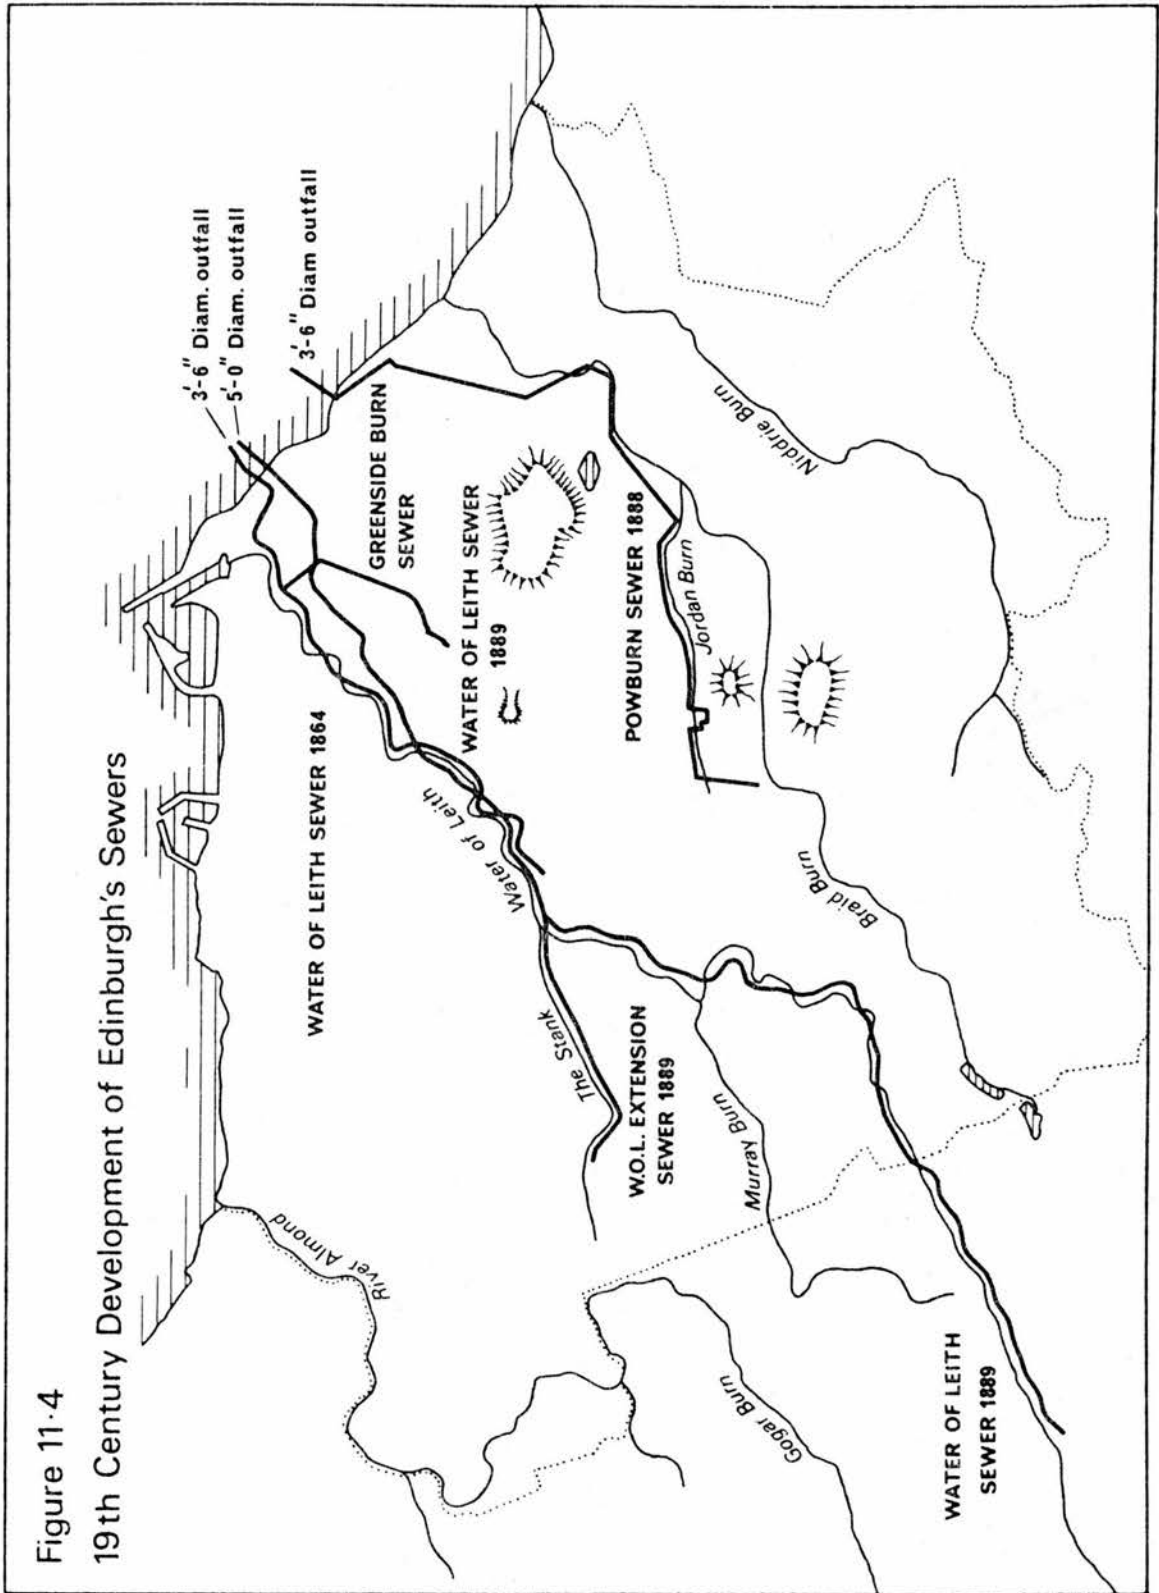 Figure 11·4
19th Century Development of Edinburgh's Sewers
3'-6" Diam. outfall
5'-0" Diam. outfall
3'-6" Diam outfall
WATER OF LEITH SEWER 1864
GREENSIDE BURN
SEWER
WATER OF LEITH SEWER
1889
Water of Leith
POWBURN SEWER 1888
Jordan Burn
Niddrie Burn
Braid Burn
The Stank
W.O.L. EXTENSION
SEWER 1889
Murray Burn
River Almond
Gogar Burn
WATER OF LEITH
SEWER 1889